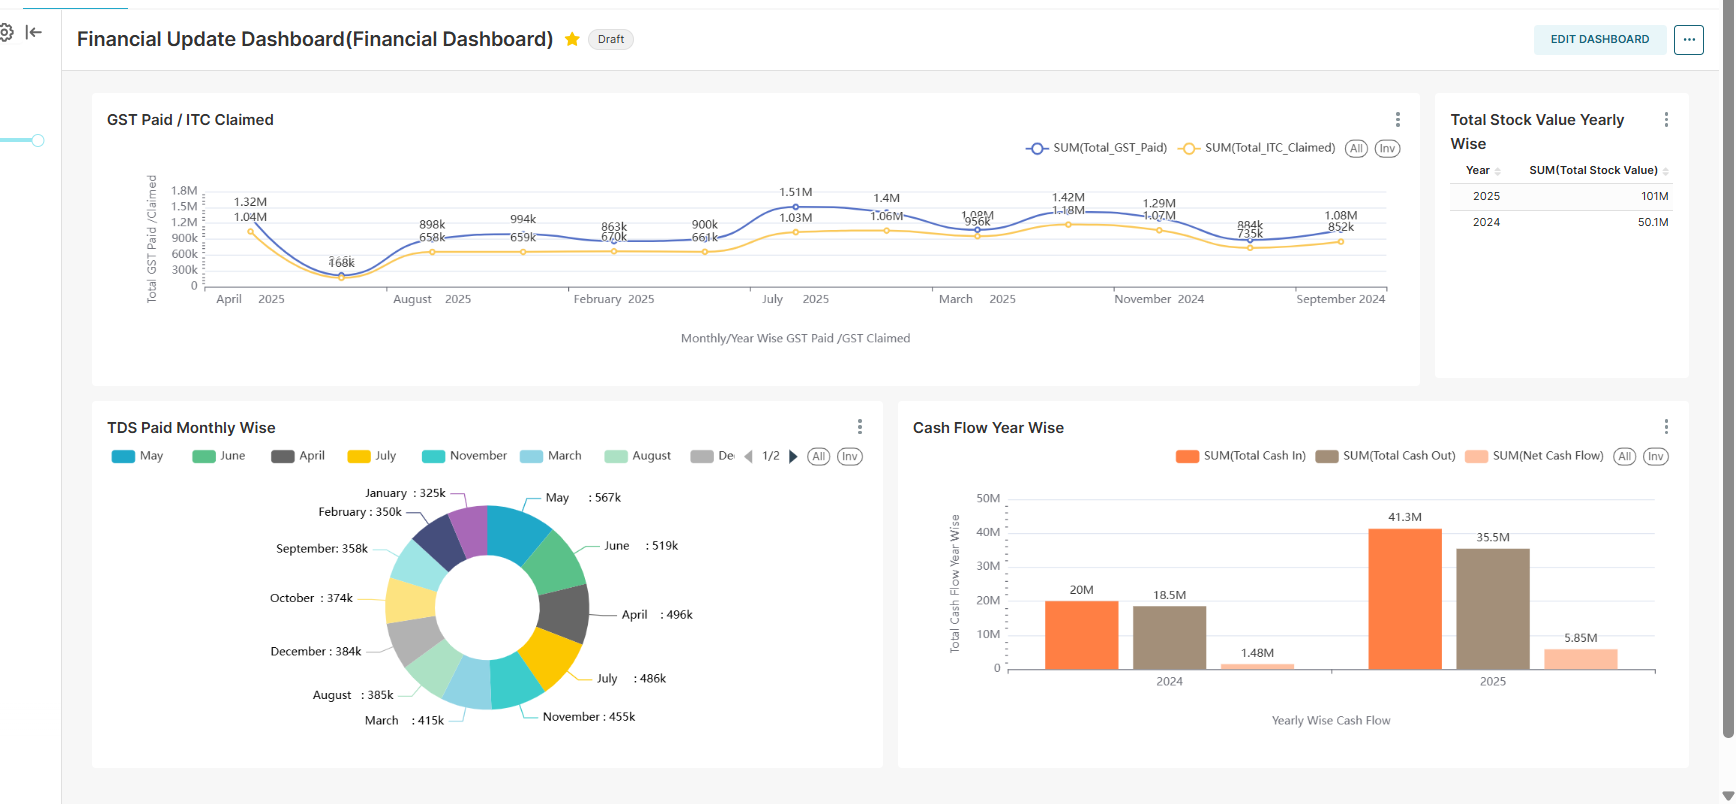 Financial Update Dashboard(Financial Dashboard)
Draft
EDIT DASHBOARD
GST Paid / ITC Claimed
SUM(Total_GST_Paid)
SUM(Total_ITC_Claimed)
All
Inv
Total GST Paid /Claimed
1.8M
1.5M
1.2M
900k
600k
300k
0
1.32M
1.04M
168k
898k
658k
994k
659k
863k
670k
900k
661k
1.51M
1.03M
1.4M
1.06M
1.08M
956k
1.42M
1.18M
1.29M
1.07M
884k
735k
1.08M
852k
April 2025
August 2025
February 2025
July 2025
March 2025
November 2024
September 2024
Monthly/Year Wise GST Paid /GST Claimed
Total Stock Value Yearly
Wise
Year SUM(Total Stock Value)
2025 101M
2024 50.1M
TDS Paid Monthly Wise
May
June
April
July
November
March
August
De
1/2
All
Inv
January : 325k
February : 350k
September: 358k
October : 374k
December : 384k
August : 385k
March : 415k
May : 567k
June : 519k
April : 496k
July : 486k
November : 455k
Cash Flow Year Wise
SUM(Total Cash In)
SUM(Total Cash Out)
SUM(Net Cash Flow)
All
Inv
Total Cash Flow Year Wise
50M
40M
30M
20M
10M
0
20M
18.5M
1.48M
41.3M
35.5M
5.85M
2024
2025
Yearly Wise Cash Flow